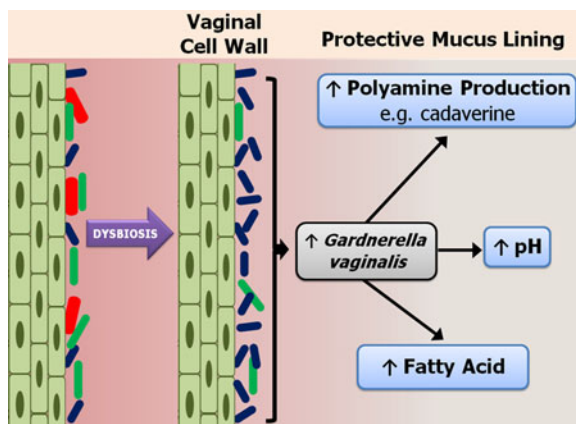 Vaginal
Cell Wall
Protective Mucus Lining
↑ Polyamine Production
e.g. cadaverine
DYSBIOSIS
↑ Gardnerella
vaginalis
↑ pH
↑ Fatty Acid